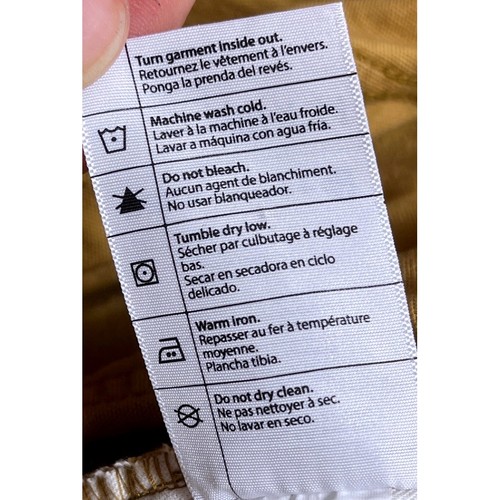 Turn garment inside out.
Retournez le vêtement à l'envers.
Ponga la prenda del revés.
Machine wash cold.
Laver à la machine à l'eau froide.
Lavar a máquina con agua fría.
Do not bleach.
Aucun agent de blanchiment.
No usar blanqueador.
Tumble dry low.
Sécher par culbutage à réglage
bas.
Secar en secadora en ciclo
delicado.
Warm iron.
Repasser au fer à température
moyenne.
Plancha tibia.
Do not dry clean.
Ne pas nettoyer à sec.
No lavar en seco.